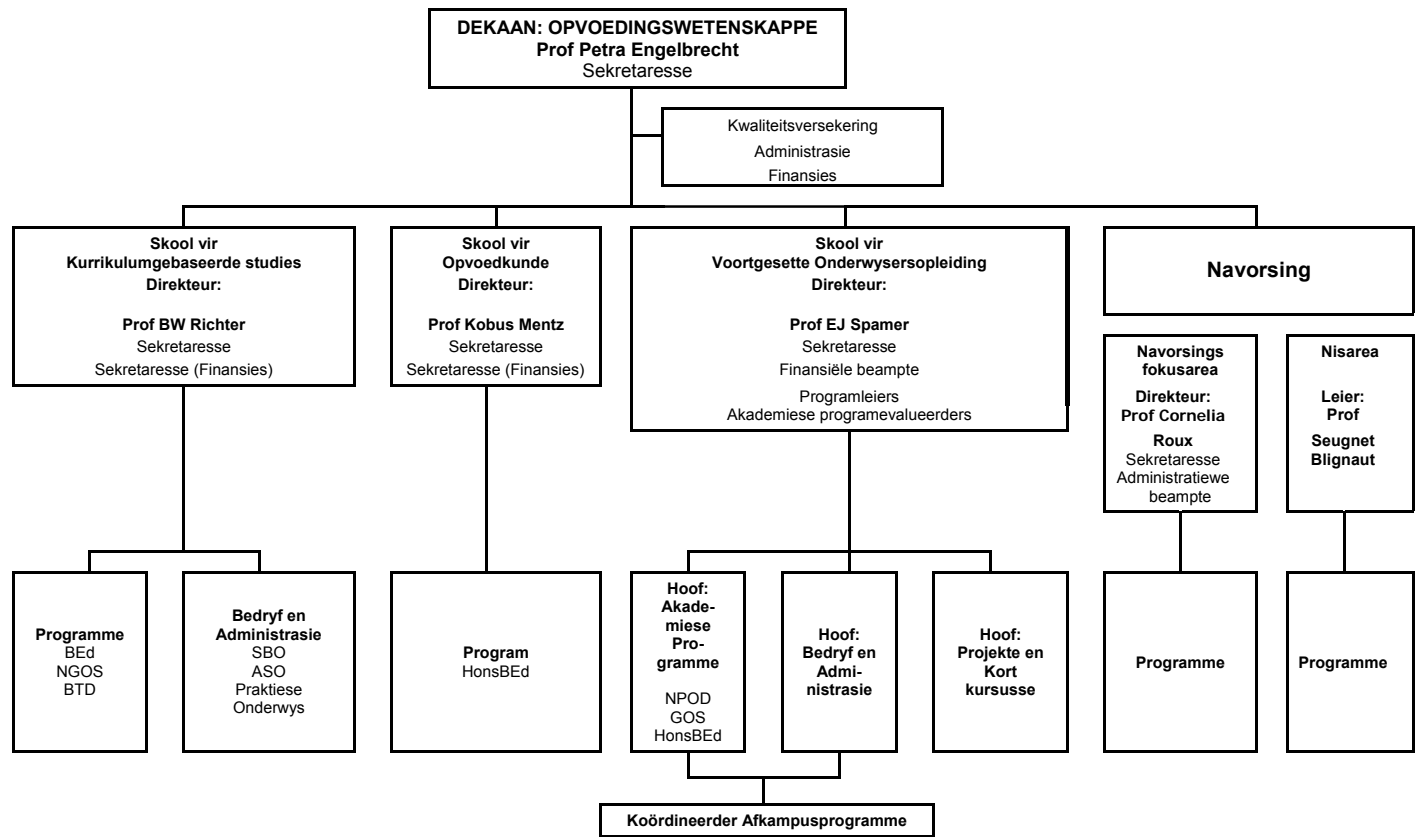 DEKAAN: OPVOEDINGSWETENSKAPPE
Prof Petra Engelbrecht
Sekretaresse
Kwaliteitsversekering
Administrasie
Finansies
Skool vir
Kurrikulumgebaseerde studies
Direkteur:
Prof BW Richter
Sekretaresse
Sekretaresse (Finansies)
Skool vir
Opvoedkunde
Direkteur:
Prof Kobus Mentz
Sekretaresse
Sekretaresse (Finansies)
Skool vir
Voortgesette Onderwysersopleiding
Direkteur:
Prof EJ Spamer
Sekretaresse
Finansiële beampte
Programleiers
Akademiese programevalueerders
Navorsing
Navorsings
fokusarea
Direkteur:
Prof Cornelia
Roux
Sekretaresse
Administratiewe
beampte
Nisarea
Leier:
Prof
Seugnet
Blignaut
Programme
BEd
NGOS
BTD
Bedryf en
Administrasie
SBO
ASO
Praktiese
Onderwys
Program
HonsBEd
Hoof:
Akade-
miese
Pro-
gramme
NPOD
GOS
HonsBEd
Hoof:
Bedryf en
Admi-
nistrasie
Hoof:
Projekte en
Kort
kursusse
Programme
Programme
Koördineerder Afkampusprogramme